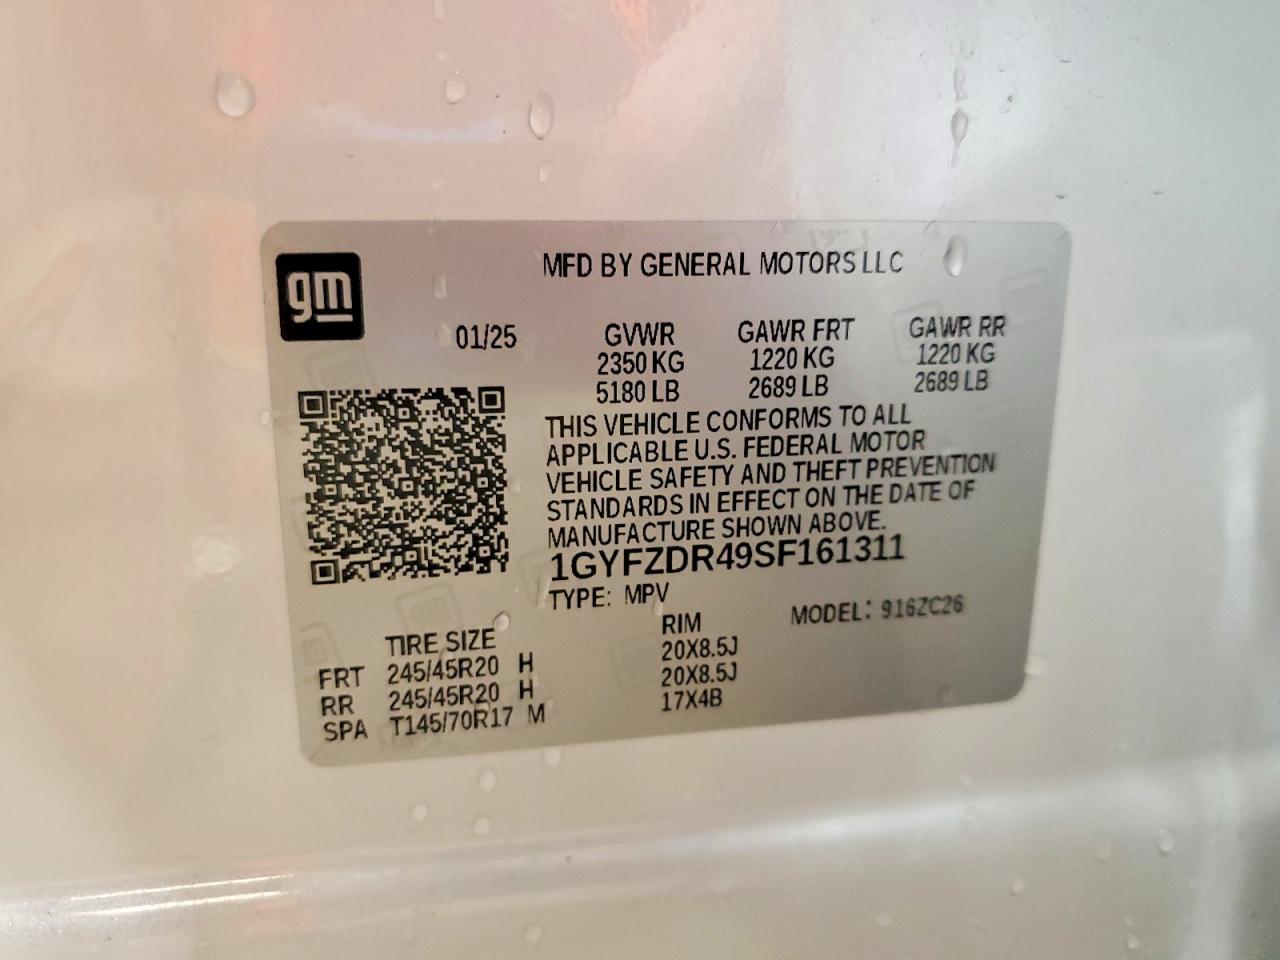 gm
MFD BY GENERAL MOTORS LLC
01/25 GVWR GAWR FRT GAWR RR
2350 KG 1220 KG 1220 KG
5180 LB 2689 LB 2689 LB
THIS VEHICLE CONFORMS TO ALL
APPLICABLE U.S. FEDERAL MOTOR
VEHICLE SAFETY AND THEFT PREVENTION
STANDARDS IN EFFECT ON THE DATE OF
MANUFACTURE SHOWN ABOVE.
1GYFZDR49SF161311
TYPE: MPV MODEL: 916ZC26
TIRE SIZE RIM
FRT 245/45R20 H 20X8.5J
RR 245/45R20 H 20X8.5J
SPA T145/70R17 M 17X4B